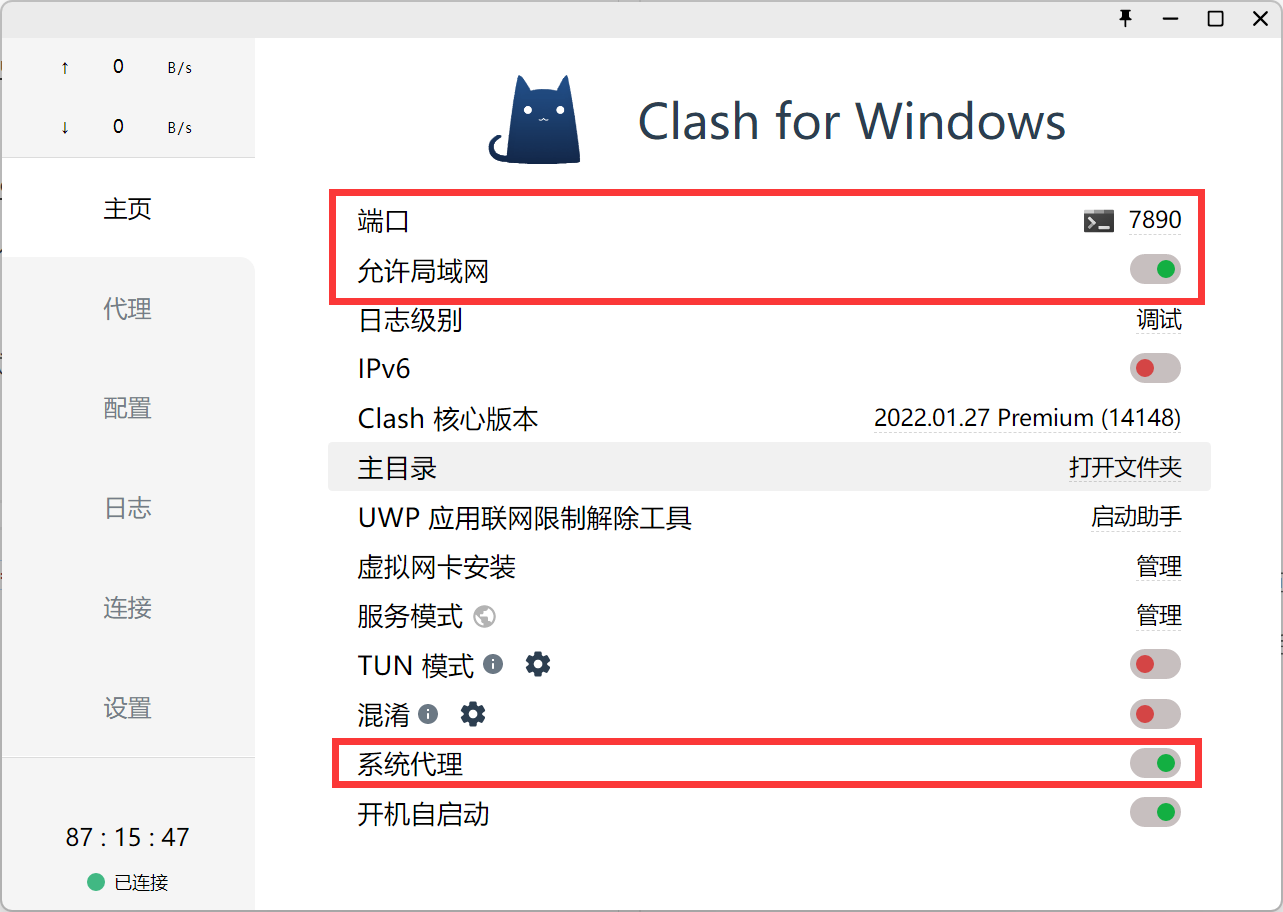 ↑ 0 B/s
↓ 0 B/s
主页
代理
配置
日志
连接
设置
87 : 15 : 47
已连接
Clash for Windows
端口 7890
允许局域网
日志级别 调试
IPv6
Clash 核心版本 2022.01.27 Premium (14148)
主目录 打开文件夹
UWP 应用联网限制解除工具 启动助手
虚拟网卡安装 管理
服务模式 管理
TUN 模式
混淆
系统代理
开机自启动